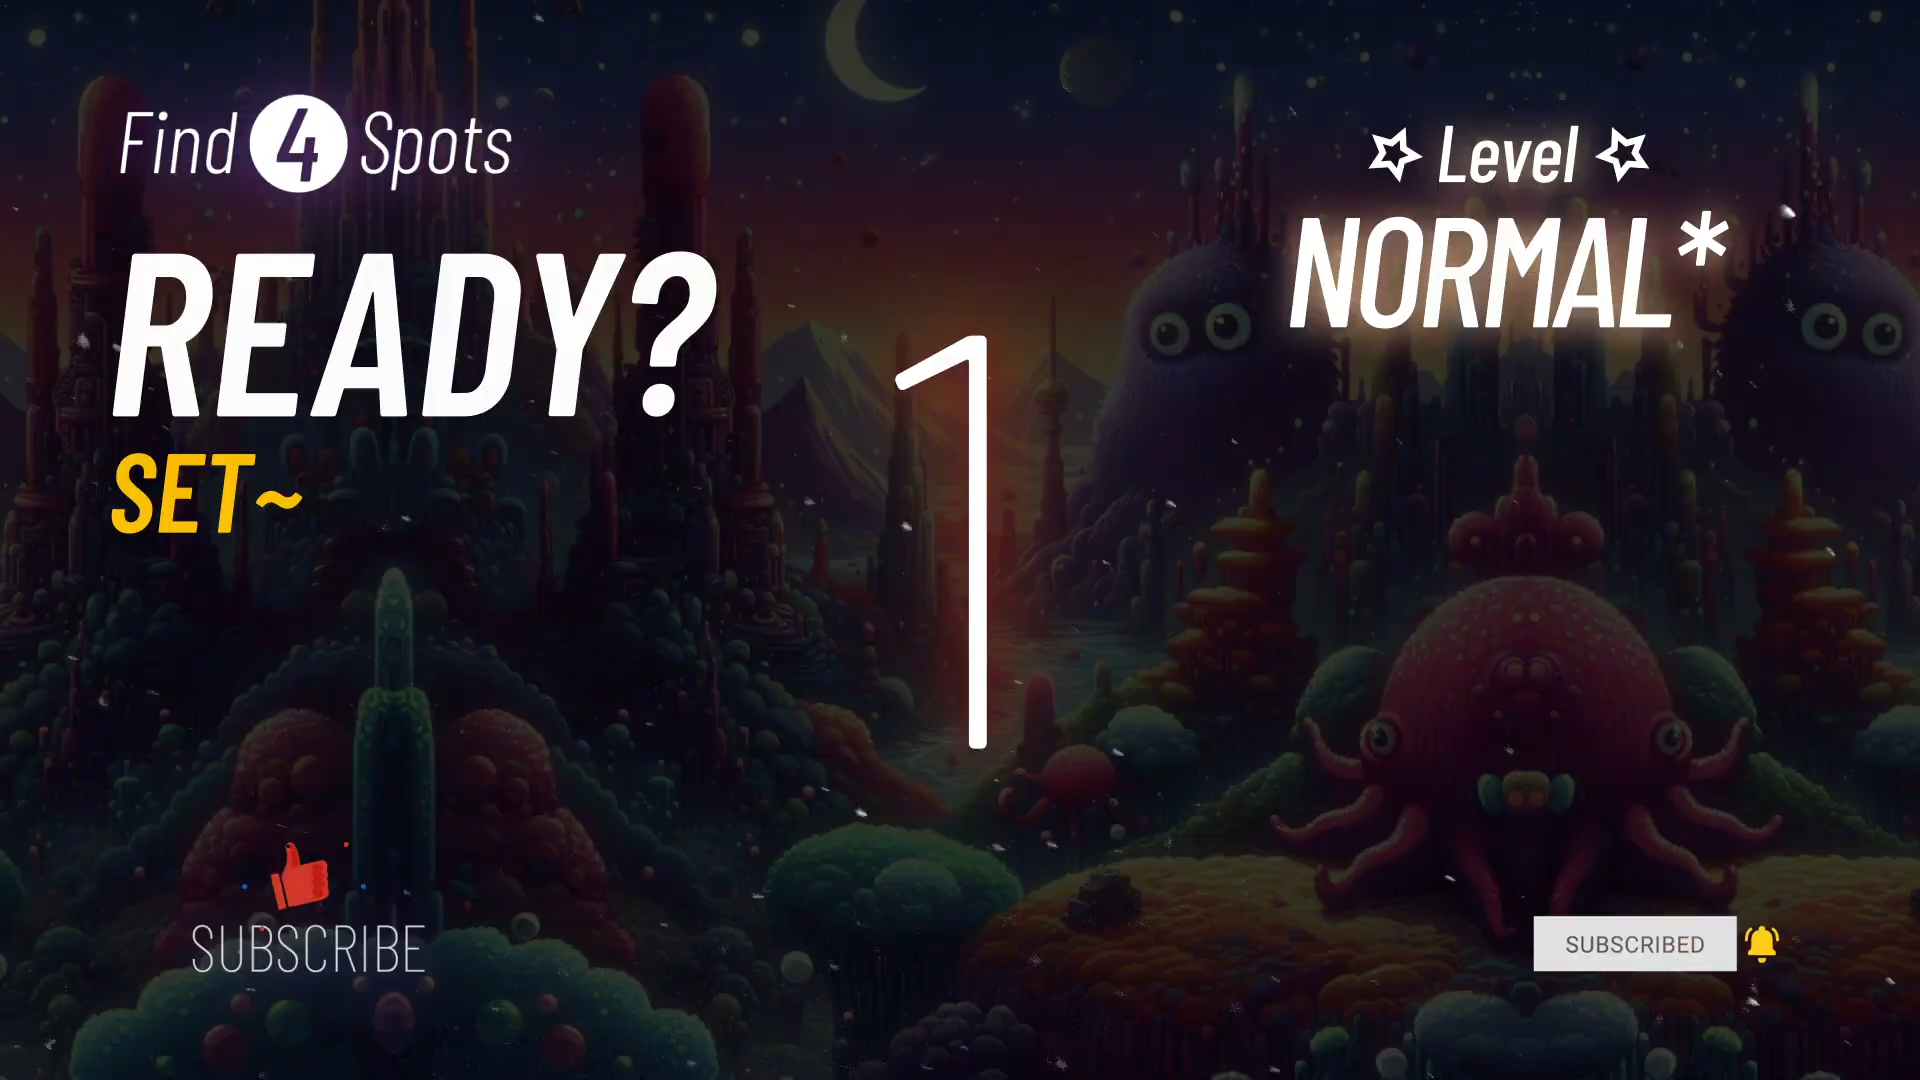 Find 4 Spots
READY?
SET~
1
Level
NORMAL*
SUBSCRIBE
SUBSCRIBED